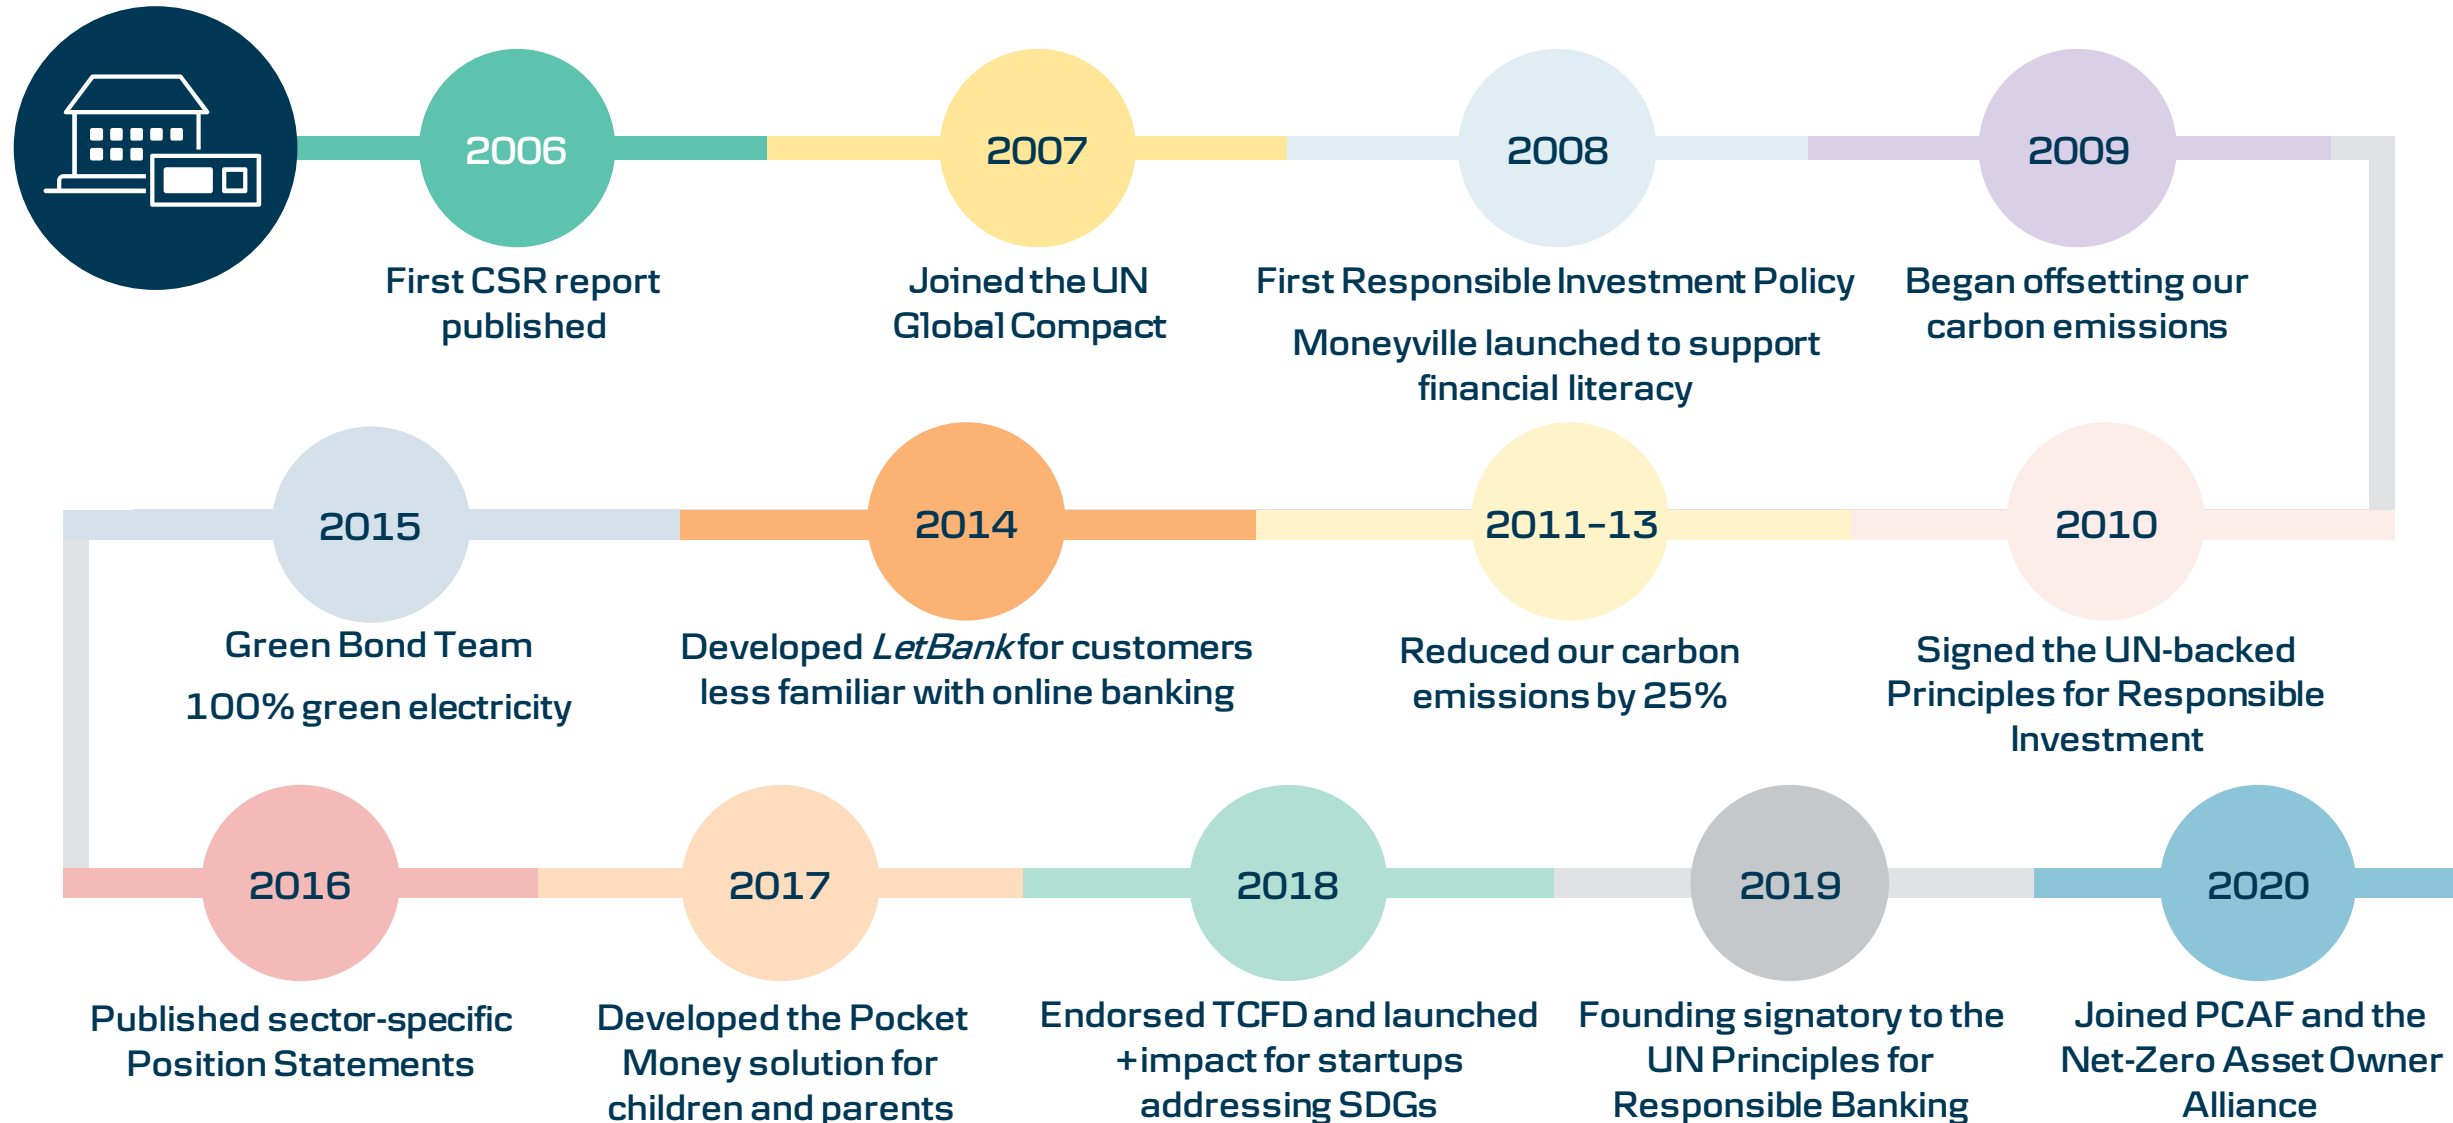 2006
First CSR report
published
2007
Joined the UN
Global Compact
2008
First Responsible Investment Policy
Moneyville launched to support
financial literacy
2009
Began offsetting our
carbon emissions
2010
Signed the UN-backed
Principles for Responsible
Investment
2011-13
Reduced our carbon
emissions by 25%
2014
Developed LetBank for customers
less familiar with online banking
2015
Green Bond Team
100% green electricity
2016
Published sector-specific
Position Statements
2017
Developed the Pocket
Money solution for
children and parents
2018
Endorsed TCFD and launched
+impact for startups
addressing SDGs
2019
Founding signatory to the
UN Principles for
Responsible Banking
2020
Joined PCAF and the
Net-Zero Asset Owner
Alliance